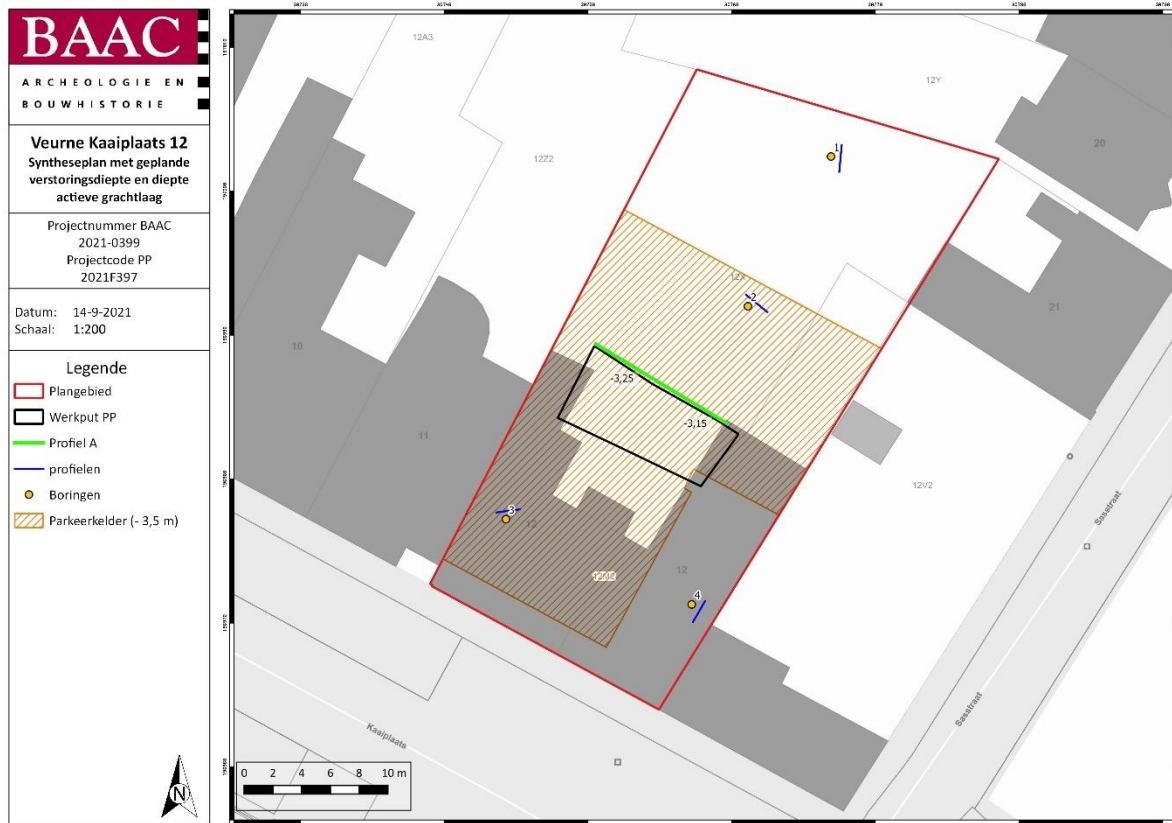 BAAC
ARCHEOLOGIE EN
BOUWHISTORIE
Veurne Kaaiplaats 12
Syntheseplan met geplande
verstoringsdiepte en diepte
actieve grachtlaag
Projectnummer BAAC
2021-0399
Projectcode PP
2021F397
Datum: 14-9-2021
Schaal: 1:200
Legende
Plangebied
Werkput PP
Profiel A
profielen
Boringen
Parkeerkelder (- 3,5 m)
N
12A3
12Y
20
12Z2
1
2
21
10
-3,25
-3,15
11
12V2
3
12
12
4
Kaaiplaats
Sasstraat
Sasstraat
0 2 4 6 8 10 m